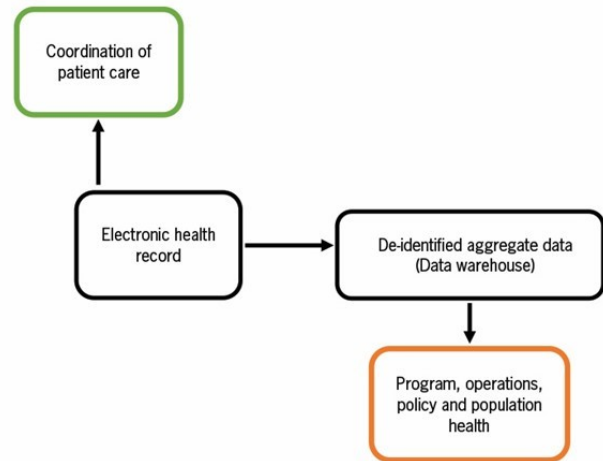 Coordination of
patient care
Electronic health
record
De-identified aggregate data
(Data warehouse)
Program, operations,
policy and population
health